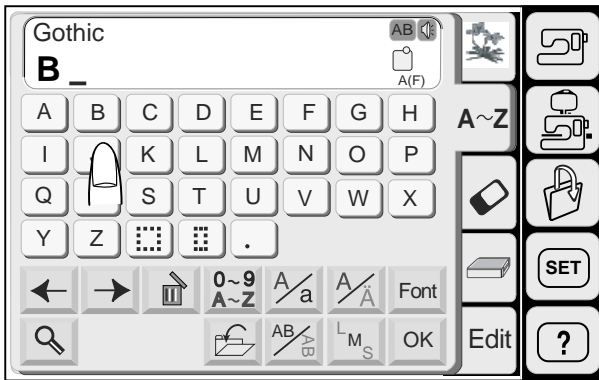 Gothic
AB
B _
A(F)
A B C D E F G H
A~Z
I K L M N O P
Q S T U V W X
Y Z .
0~9
A~Z
A/a
A/Ä
Font
SET
AB/AB
L M S
OK
Edit
?